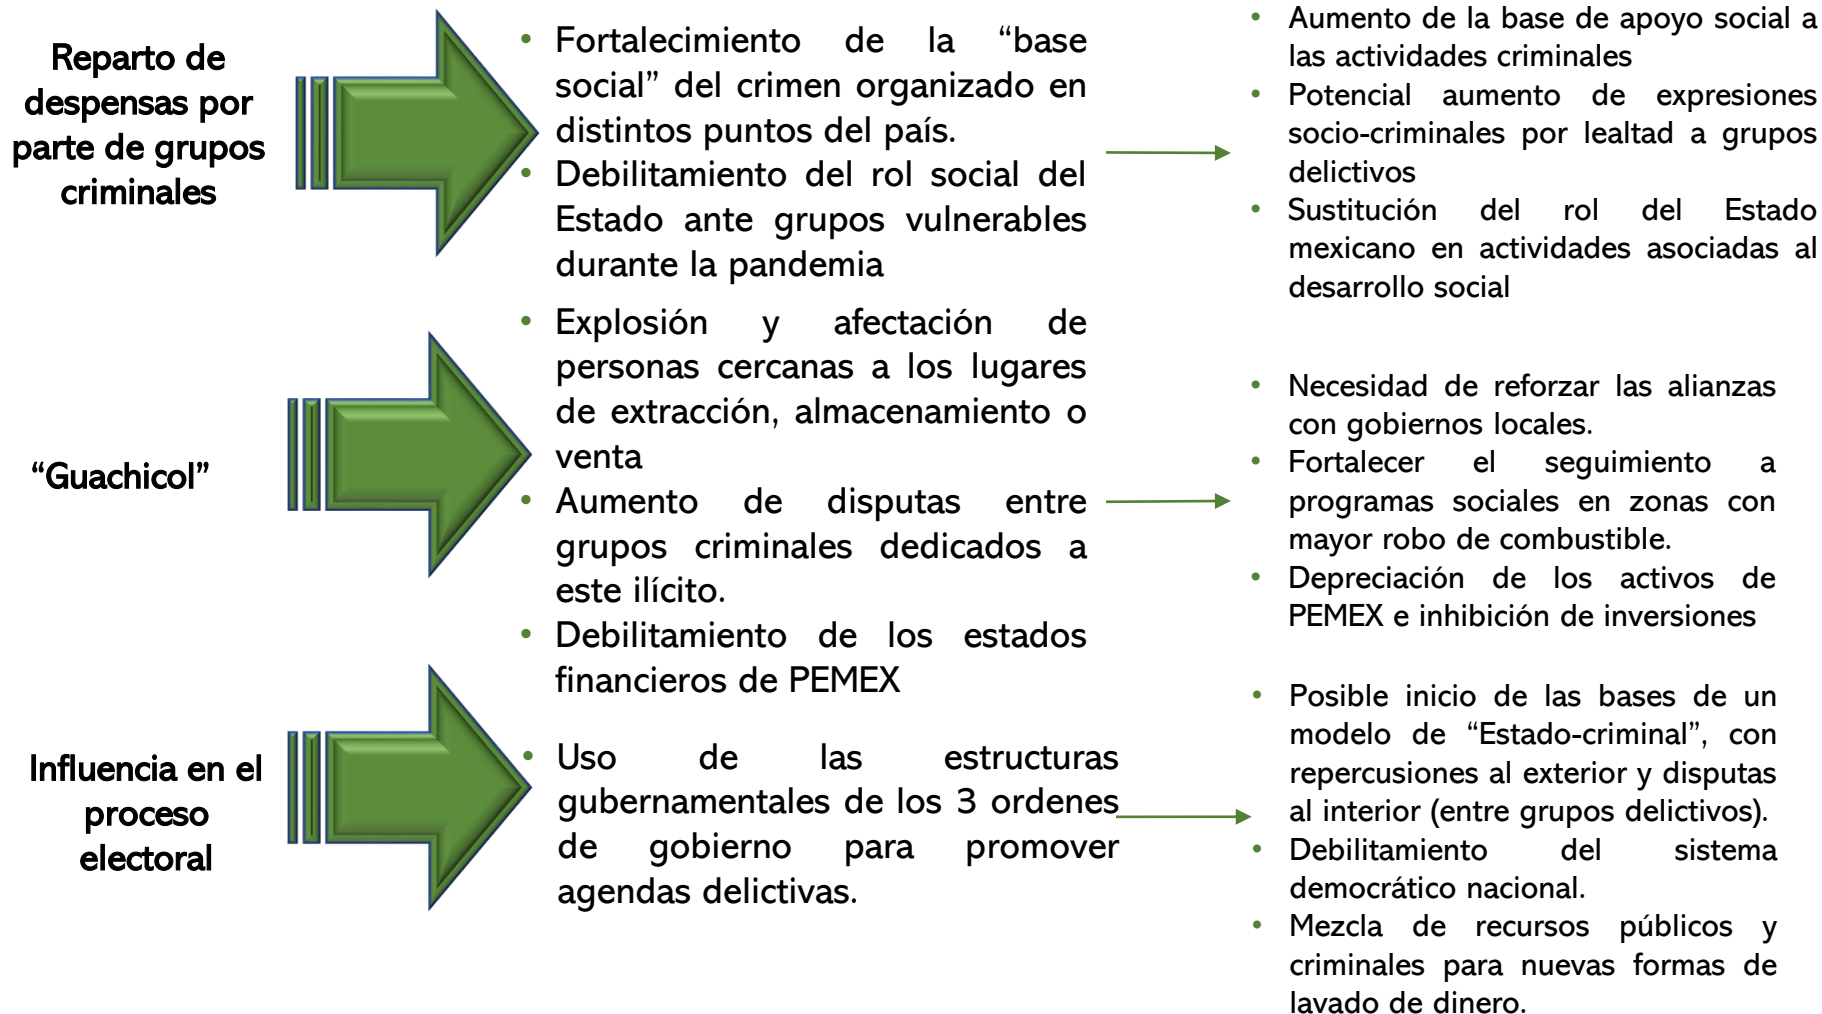 Reparto de
despensas por
parte de grupos
criminales
• Fortalecimiento de la “base
social” del crimen organizado en
distintos puntos del país.
• Debilitamiento del rol social del
Estado ante grupos vulnerables
durante la pandemia
• Aumento de la base de apoyo social a
las actividades criminales
• Potencial aumento de expresiones
socio-criminales por lealtad a grupos
delictivos
• Sustitución del rol del Estado
mexicano en actividades asociadas al
desarrollo social
“Guachicol”
• Explosión y afectación de
personas cercanas a los lugares
de extracción, almacenamiento o
venta
• Aumento de disputas entre
grupos criminales dedicados a
este ilícito.
• Debilitamiento de los estados
financieros de PEMEX
• Necesidad de reforzar las alianzas
con gobiernos locales.
• Fortalecer el seguimiento a
programas sociales en zonas con
mayor robo de combustible.
• Depreciación de los activos de
PEMEX e inhibición de inversiones
Influencia en el
proceso
electoral
• Uso de las estructuras
gubernamentales de los 3 ordenes
de gobierno para promover
agendas delictivas.
• Posible inicio de las bases de un
modelo de “Estado-criminal”, con
repercusiones al exterior y disputas
al interior (entre grupos delictivos).
• Debilitamiento del sistema
democrático nacional.
• Mezcla de recursos públicos y
criminales para nuevas formas de
lavado de dinero.